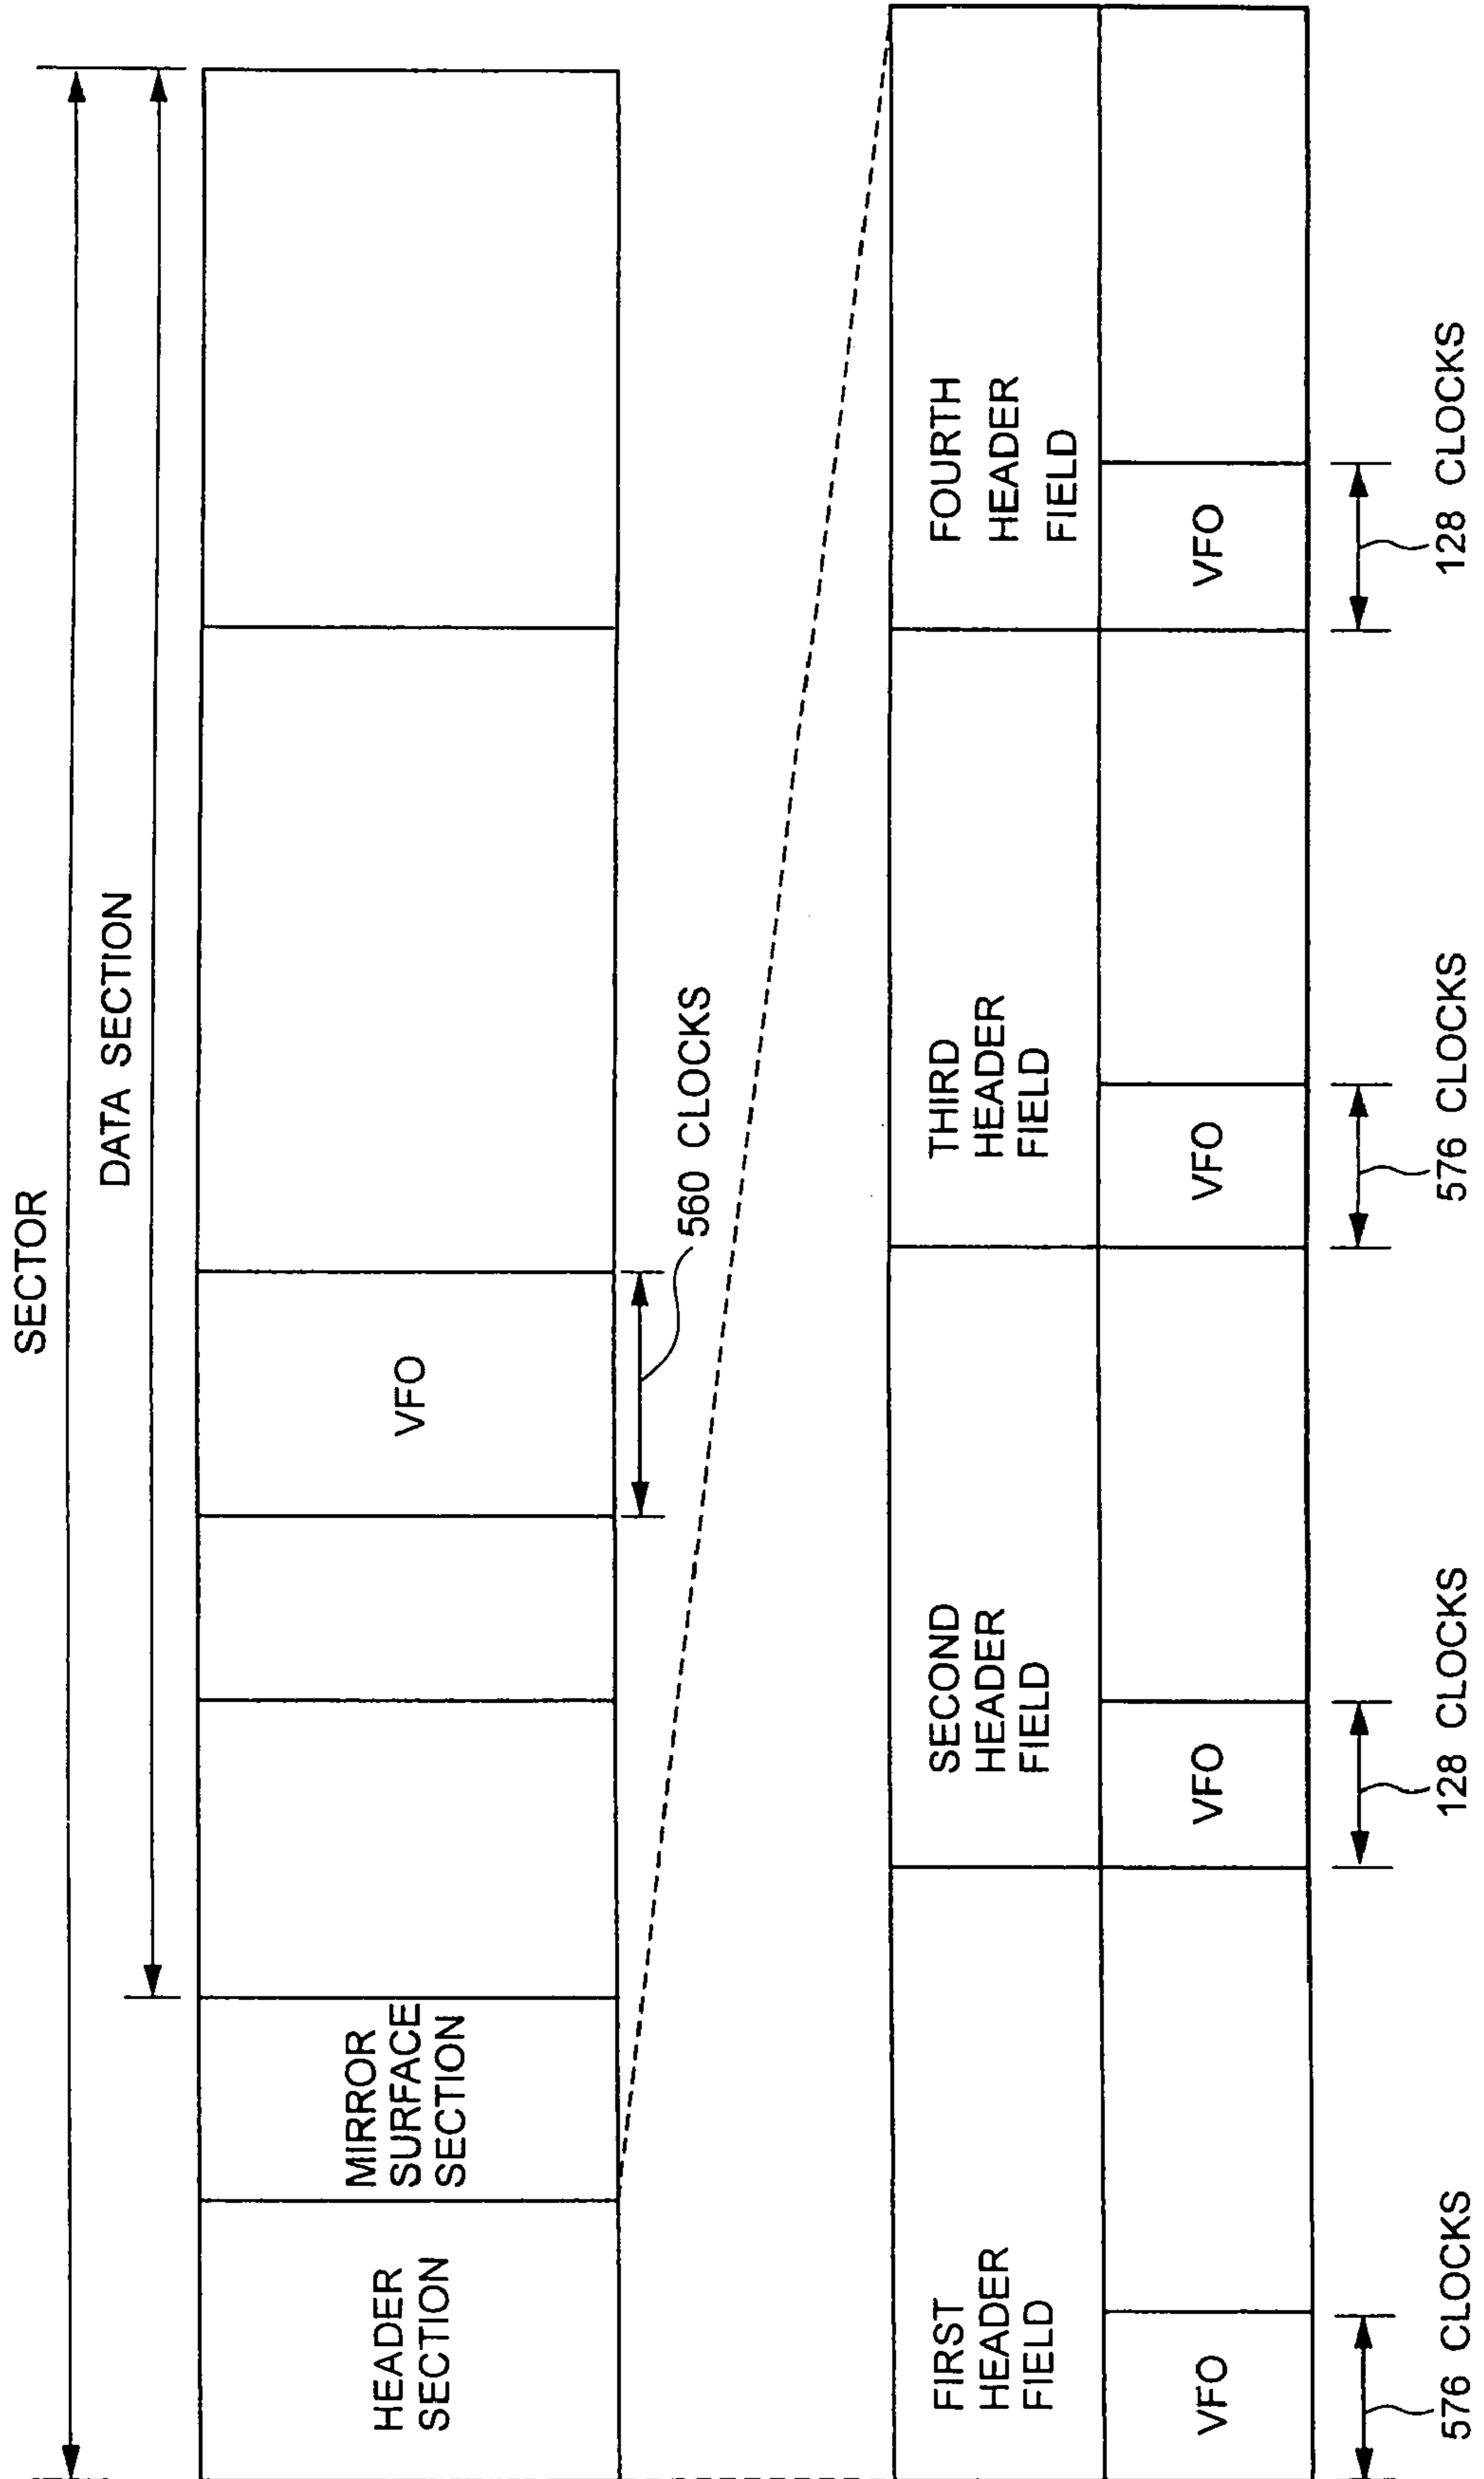 SECTOR
DATA SECTION
HEADER
SECTION
MIRROR
SURFACE
SECTION
VFO
560 CLOCKS
FIRST
HEADER
FIELD
SECOND
HEADER
FIELD
THIRD
HEADER
FIELD
FOURTH
HEADER
FIELD
VFO
VFO
VFO
VFO
576 CLOCKS
128 CLOCKS
576 CLOCKS
128 CLOCKS